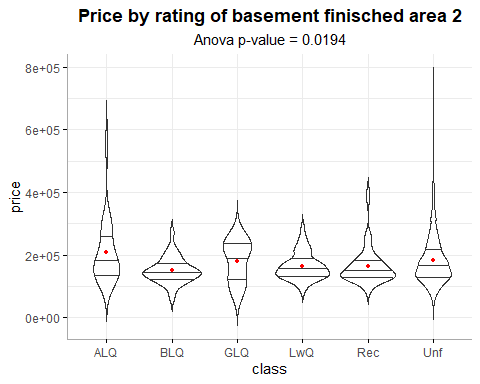 Price by rating of basement finisched area 2
Anova p-value = 0.0194
8e+05
6e+05
4e+05
2e+05
0e+00
price
ALQ BLQ GLQ LwQ Rec Unf
class